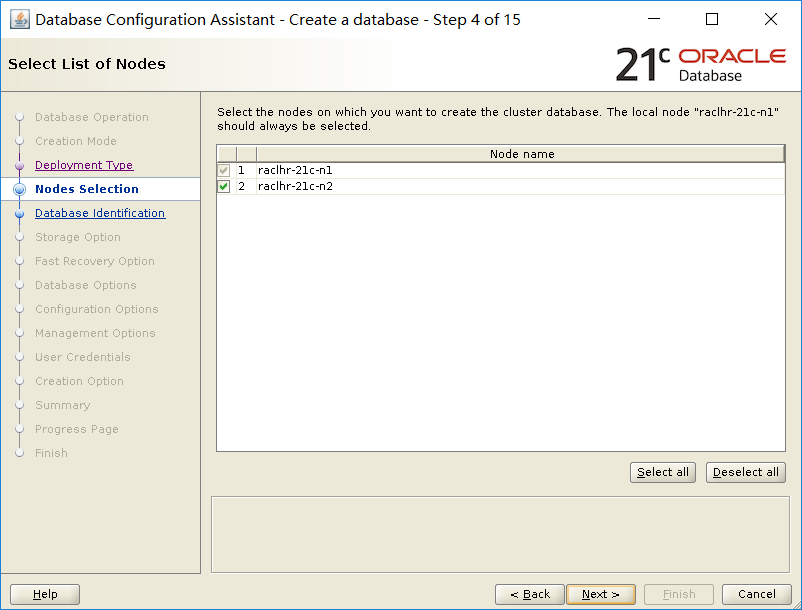 Database Configuration Assistant - Create a database - Step 4 of 15
Select List of Nodes
21c ORACLE
Database
Database Operation
Creation Mode
Deployment Type
Nodes Selection
Database Identification
Storage Option
Fast Recovery Option
Database Options
Configuration Options
Management Options
User Credentials
Creation Option
Summary
Progress Page
Finish
Select the nodes on which you want to create the cluster database. The local node "raclhr-21c-n1"
should always be selected.
Node name
1 raclhr-21c-n1
2 raclhr-21c-n2
Select all
Deselect all
Help
< Back
Next >
Finish
Cancel